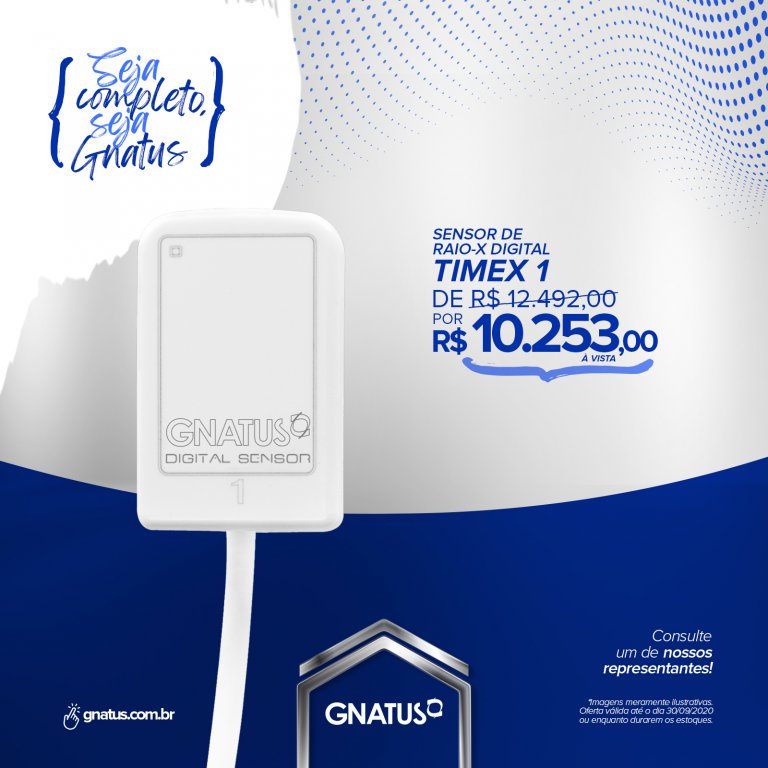 Seja
completo,
seja
Gnatus
SENSOR DE
RAIO-X DIGITAL
TIMEX 1
DE R$ 12.492,00
POR
R$ 10.253,00
À VISTA
GNATUS
DIGITAL SENSOR
1
Consulte
um de nossos
representantes!
*Imagens meramente ilustrativas.
Oferta válida até o dia 30/09/2020
ou enquanto durarem os estoques.
gnatus.com.br
GNATUS